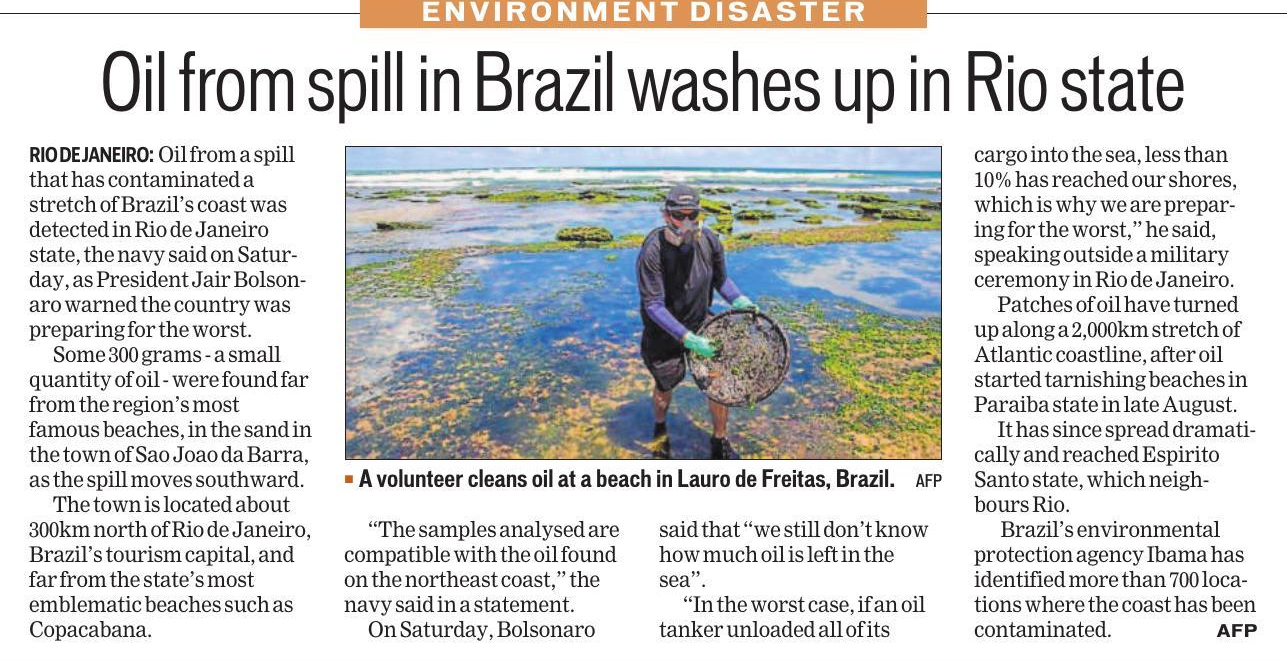 ENVIRONMENT DISASTER
Oil from spill in Brazil washes up in Rio state
RIO DE JANEIRO: Oil from a spill
that has contaminated a
stretch of Brazil's coast was
detected in Rio de Janeiro
state, the navy said on Satur-
day, as President Jair Bolson-
aro warned the country was
preparing for the worst.
Some 300 grams - a small
quantity of oil - were found far
from the region's most
famous beaches, in the sand in
the town of Sao Joao da Barra,
as the spill moves southward.
The town is located about
300km north of Rio de Janeiro,
Brazil's tourism capital, and
far from the state's most
emblematic beaches such as
Copacabana.
■ A volunteer cleans oil at a beach in Lauro de Freitas, Brazil. AFP
“The samples analysed are
compatible with the oil found
on the northeast coast,” the
navy said in a statement.
On Saturday, Bolsonaro
said that “we still don't know
how much oil is left in the
sea”.
“In the worst case, if an oil
tanker unloaded all of its
cargo into the sea, less than
10% has reached our shores,
which is why we are prepar-
ing for the worst,” he said,
speaking outside a military
ceremony in Rio de Janeiro.
Patches of oil have turned
up along a 2,000km stretch of
Atlantic coastline, after oil
started tarnishing beaches in
Paraiba state in late August.
It has since spread dramati-
cally and reached Espirito
Santo state, which neigh-
bours Rio.
Brazil's environmental
protection agency Ibama has
identified more than 700 loca-
tions where the coast has been
contaminated. AFP